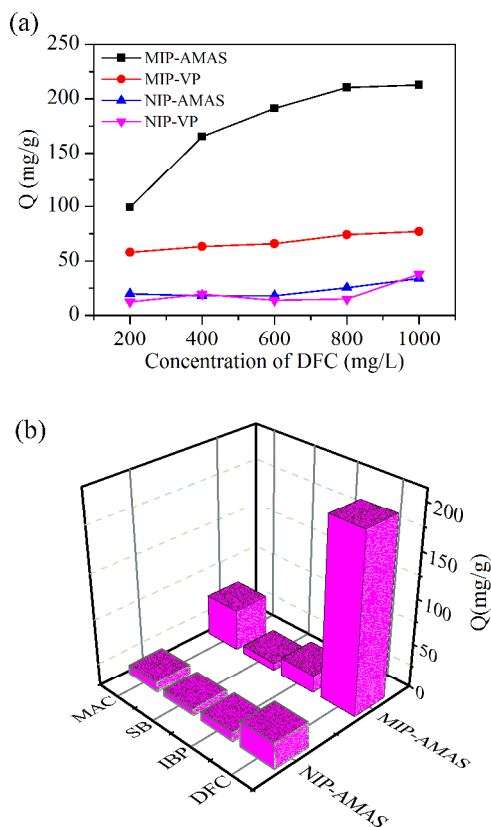 (a)
250
200
150
100
50
0
Q (mg/g)
MIP-AMAS
MIP-VP
NIP-AMAS
NIP-VP
200 400 600 800 1000
Concentration of DFC (mg/L)
(b)
200
150
100
50
0
Q(mg/g)
MAC
SB
IBP
DFC
MIP-AMAS
NIP-AMAS